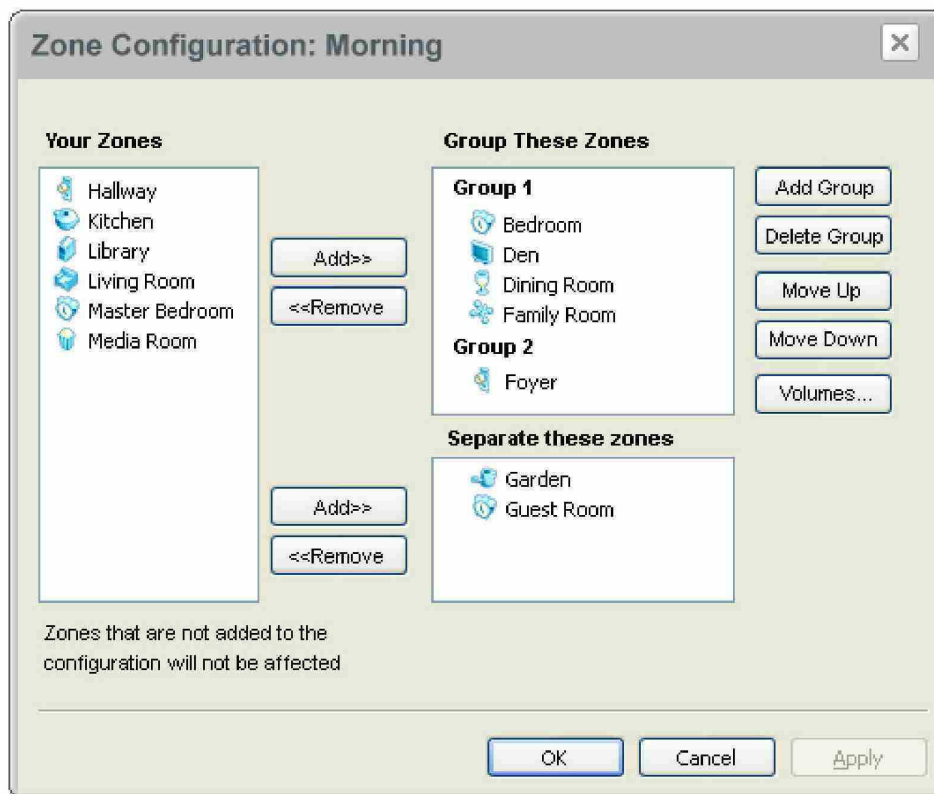 Zone Configuration: Morning
Your Zones
Hallway
Kitchen
Library
Living Room
Master Bedroom
Media Room
Add>>
<<Remove
Add>>
<<Remove
Group These Zones
Group 1
Bedroom
Den
Dining Room
Family Room
Group 2
Foyer
Separate these zones
Garden
Guest Room
Add Group
Delete Group
Move Up
Move Down
Volumes...
Zones that are not added to the
configuration will not be affected
OK
Cancel
Apply